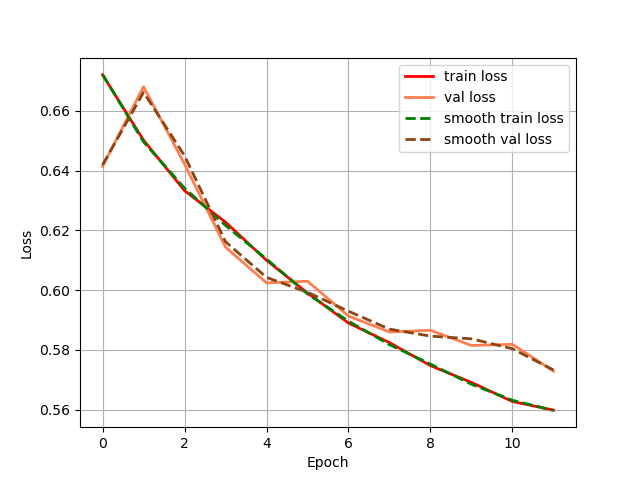 train loss
val loss
smooth train loss
smooth val loss
0.66
0.64
0.62
0.60
0.58
0.56
Loss
0 2 4 6 8 10
Epoch